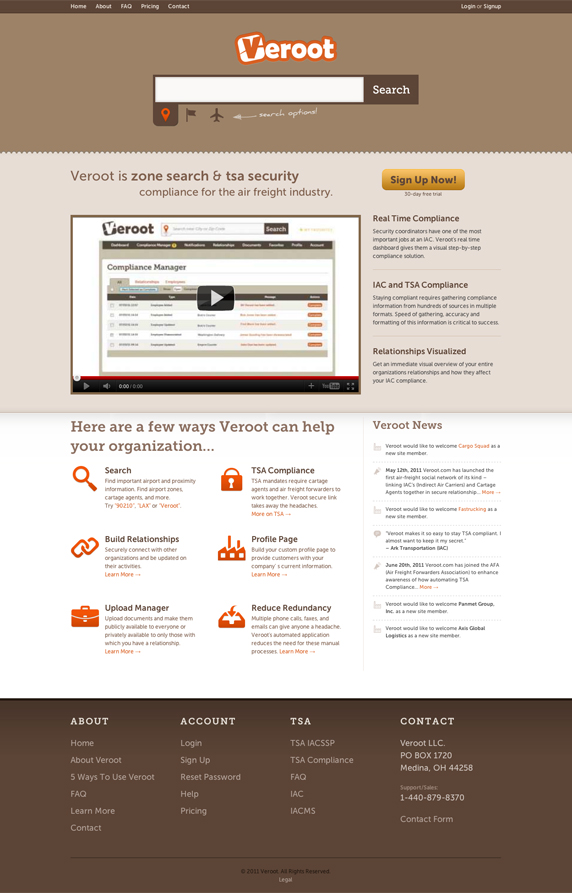 Home About FAQ Pricing Contact
Login or Signup
Veroot
Search
search options!
Veroot is zone search & tsa security
compliance for the air freight industry.
Sign Up Now!
30-day free trial
Veroot
Search
Dashboard Compliance Manager Notifications Relationships Documents Favorites Profile Account
Compliance Manager
All Relationships Employees
0:00 / 0:00
Real Time Compliance
Security coordinators have one of the
most important jobs at an IAC. Veroot's real time
dashboard gives them a visual step-by-step
compliance solution.
IAC and TSA Compliance
Staying compliant requires gathering compliance
information from hundreds of sources in multiple
formats. Speed of gathering, accuracy and
formatting of this information is critical to success.
Relationships Visualized
Get an immediate visual overview of your entire
organizations relationships and how they affect
your IAC compliance.
Here are a few ways Veroot can help
your organization...
Search
Find important airport and proximity
information. Find airport zones,
cartage agents, and more.
Try "90210", "LAX" or "Veroot".
TSA Compliance
TSA mandates require cartage
agents and air freight forwarders to
work together. Veroot secure link
takes away the headaches.
More on TSA →
Build Relationships
Securely connect with other
organizations and be updated on
their activities.
Learn More →
Profile Page
Build your custom profile page to
provide customers with your
company' s current information.
Learn More →
Upload Manager
Upload documents and make them
publicly available to everyone or
privately available to only those with
which you have a relationship.
Learn More →
Reduce Redundancy
Multiple phone calls, faxes, and
emails can give anyone a headache.
Veroot's automated application
reduces the need for these manual
processes. Learn More →
Veroot News
Veroot would like to welcome Cargo Squad as a
new site member.
May 12th, 2011 Veroot.com has launched the
first air-freight social network of its kind –
linking IAC's (Indirect Air Carriers) and Cartage
Agents together in secure relationship... More →
Veroot would like to welcome Fastrucking as a
new site member.
"Veroot makes it so easy to stay TSA compliant, I
almost want to keep it my secret."
– Ark Transportation (IAC)
June 20th, 2011 Veroot.com has joined the AFA
(Air Freight Forwarders Association) to enhance
awareness of how automating TSA
Compliance... More →
Veroot would like to welcome Panmet Group,
Inc. as a new site member.
Veroot would like to welcome Axis Global
Logistics as a new site member.
ABOUT
Home
About Veroot
5 Ways To Use Veroot
FAQ
Learn More
Contact
ACCOUNT
Login
Sign Up
Reset Password
Help
Pricing
TSA
TSA IACSSP
TSA Compliance
FAQ
IAC
IACMS
CONTACT
Veroot LLC.
PO BOX 1720
Medina, OH 44258
Support/Sales:
1-440-879-8370
Contact Form
© 2011 Veroot. All Rights Reserved.
Legal